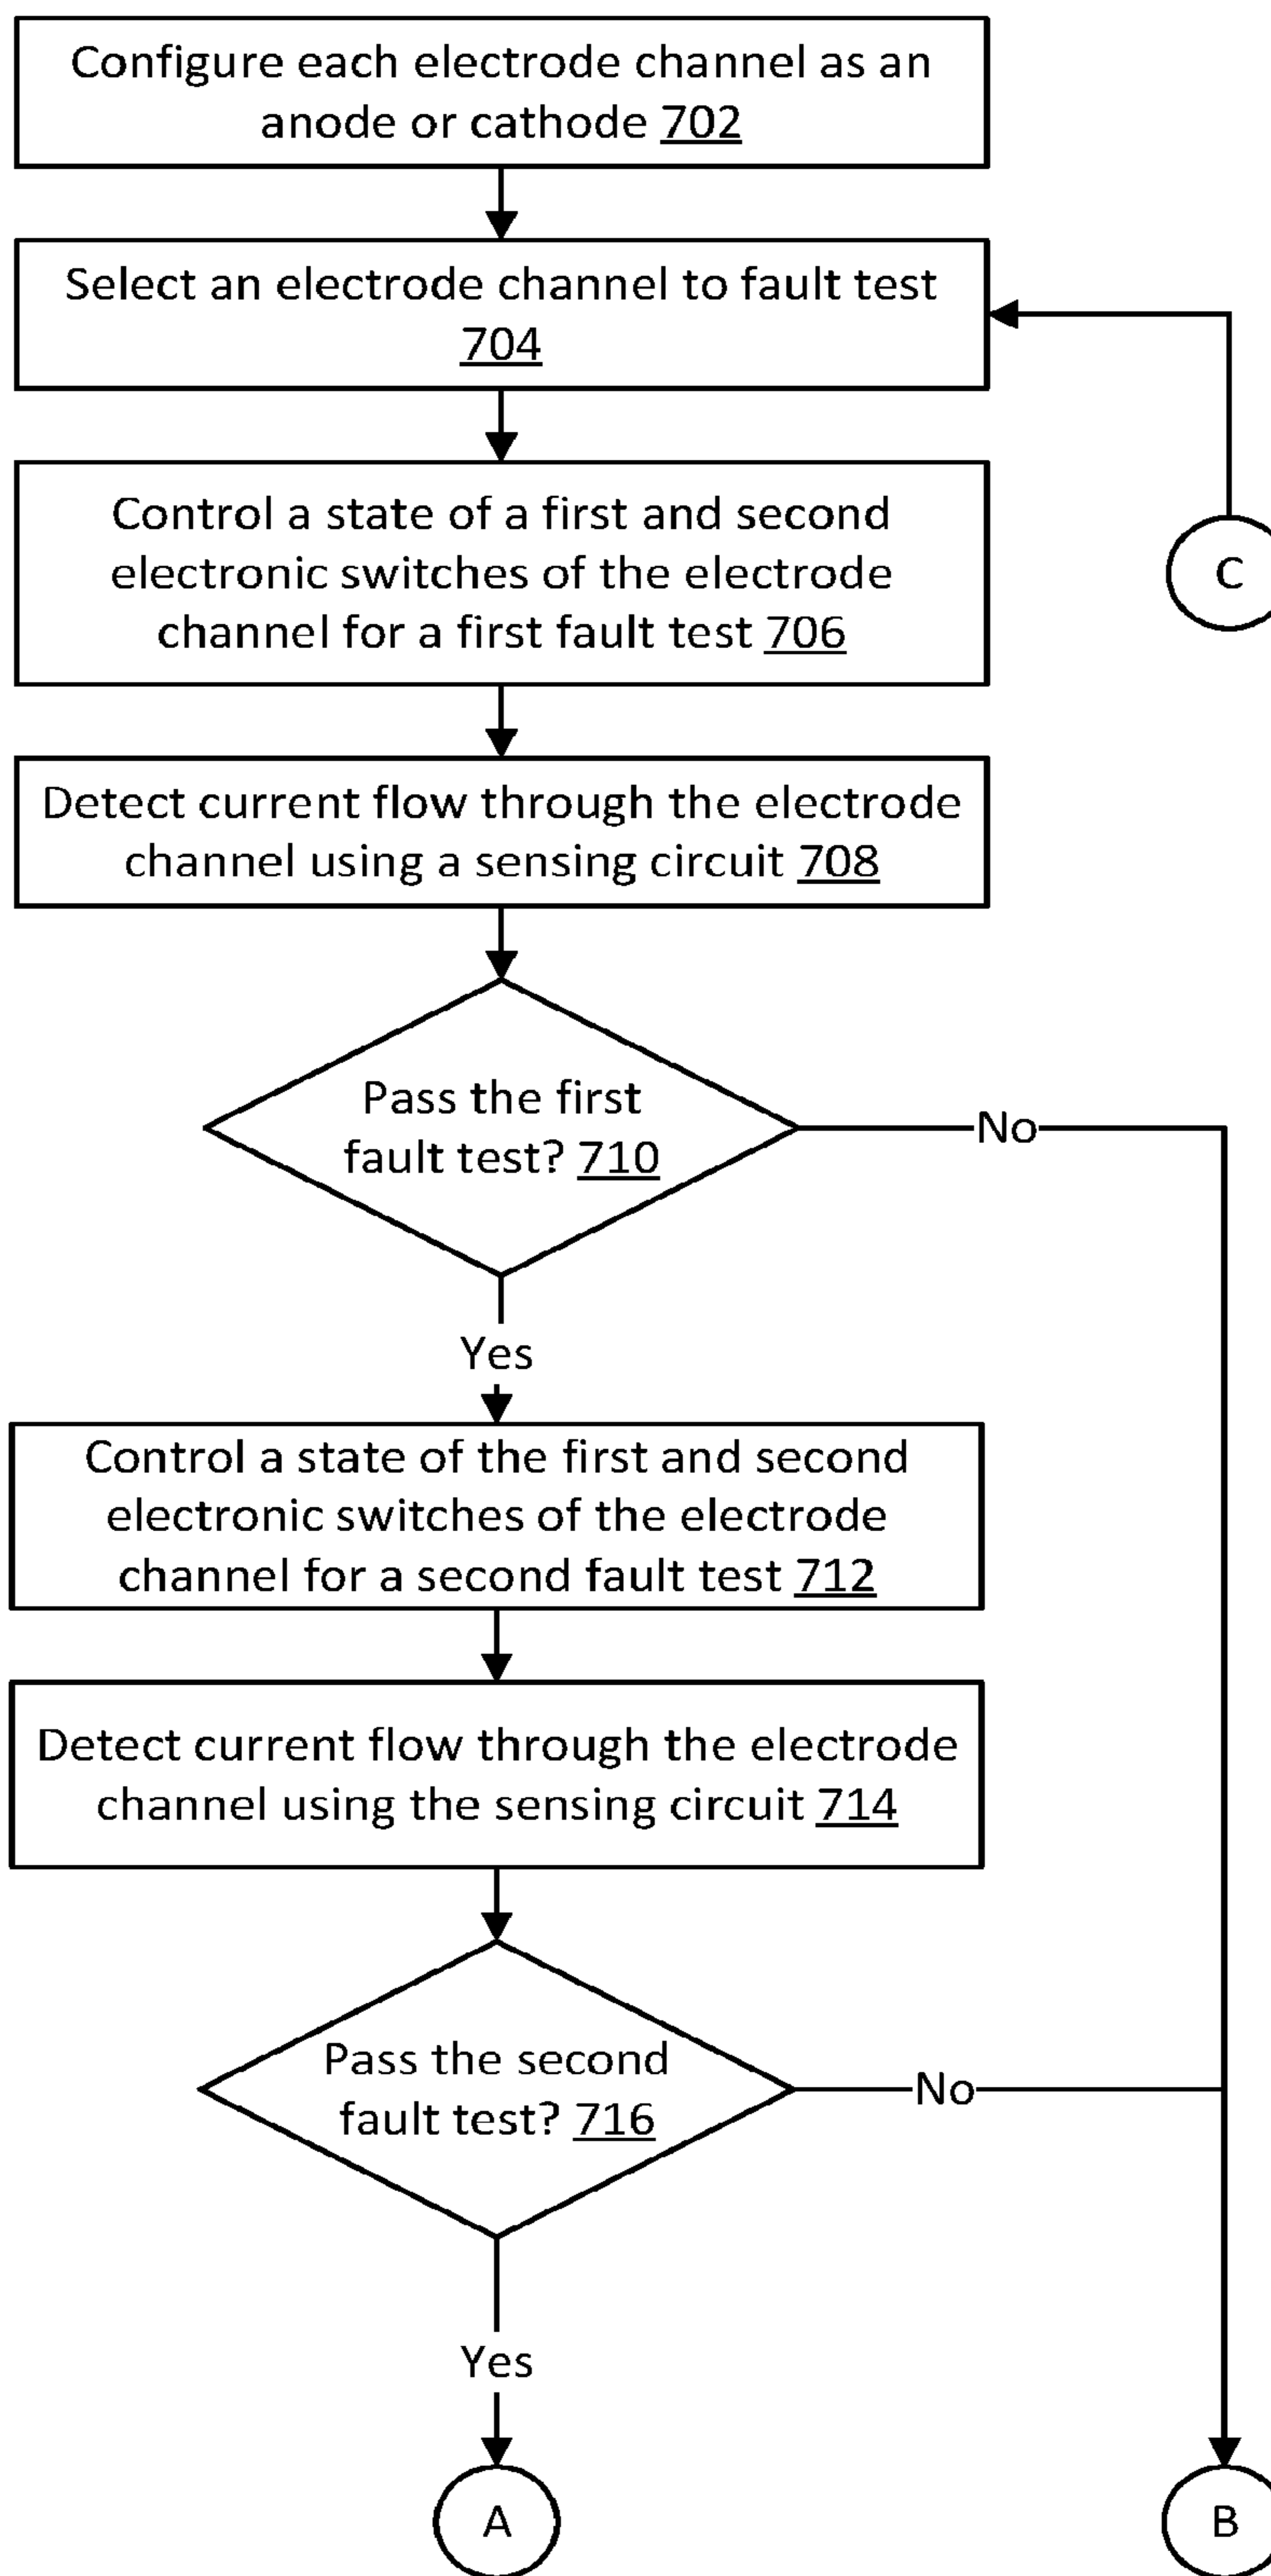 Configure each electrode channel as an
anode or cathode 702
Select an electrode channel to fault test
704
Control a state of a first and second
electronic switches of the electrode
channel for a first fault test 706
C
Detect current flow through the electrode
channel using a sensing circuit 708
Pass the first
fault test? 710
No
Yes
Control a state of the first and second
electronic switches of the electrode
channel for a second fault test 712
Detect current flow through the electrode
channel using the sensing circuit 714
Pass the second
fault test? 716
No
Yes
A
B